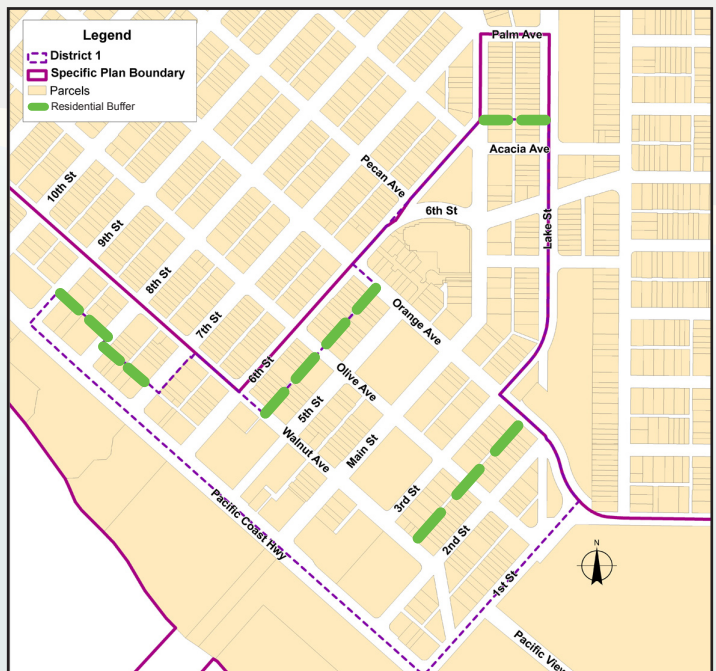 Legend
District 1
Specific Plan Boundary
Parcels
Residential Buffer
Palm Ave
Acacia Ave
Pecan Ave
6th St
Lake St
10th St
9th St
8th St
7th St
6th St
Orange Ave
Olive Ave
5th St
Walnut Ave
Main St
3rd St
2nd St
Pacific Coast Hwy
1st St
N
Pacific View